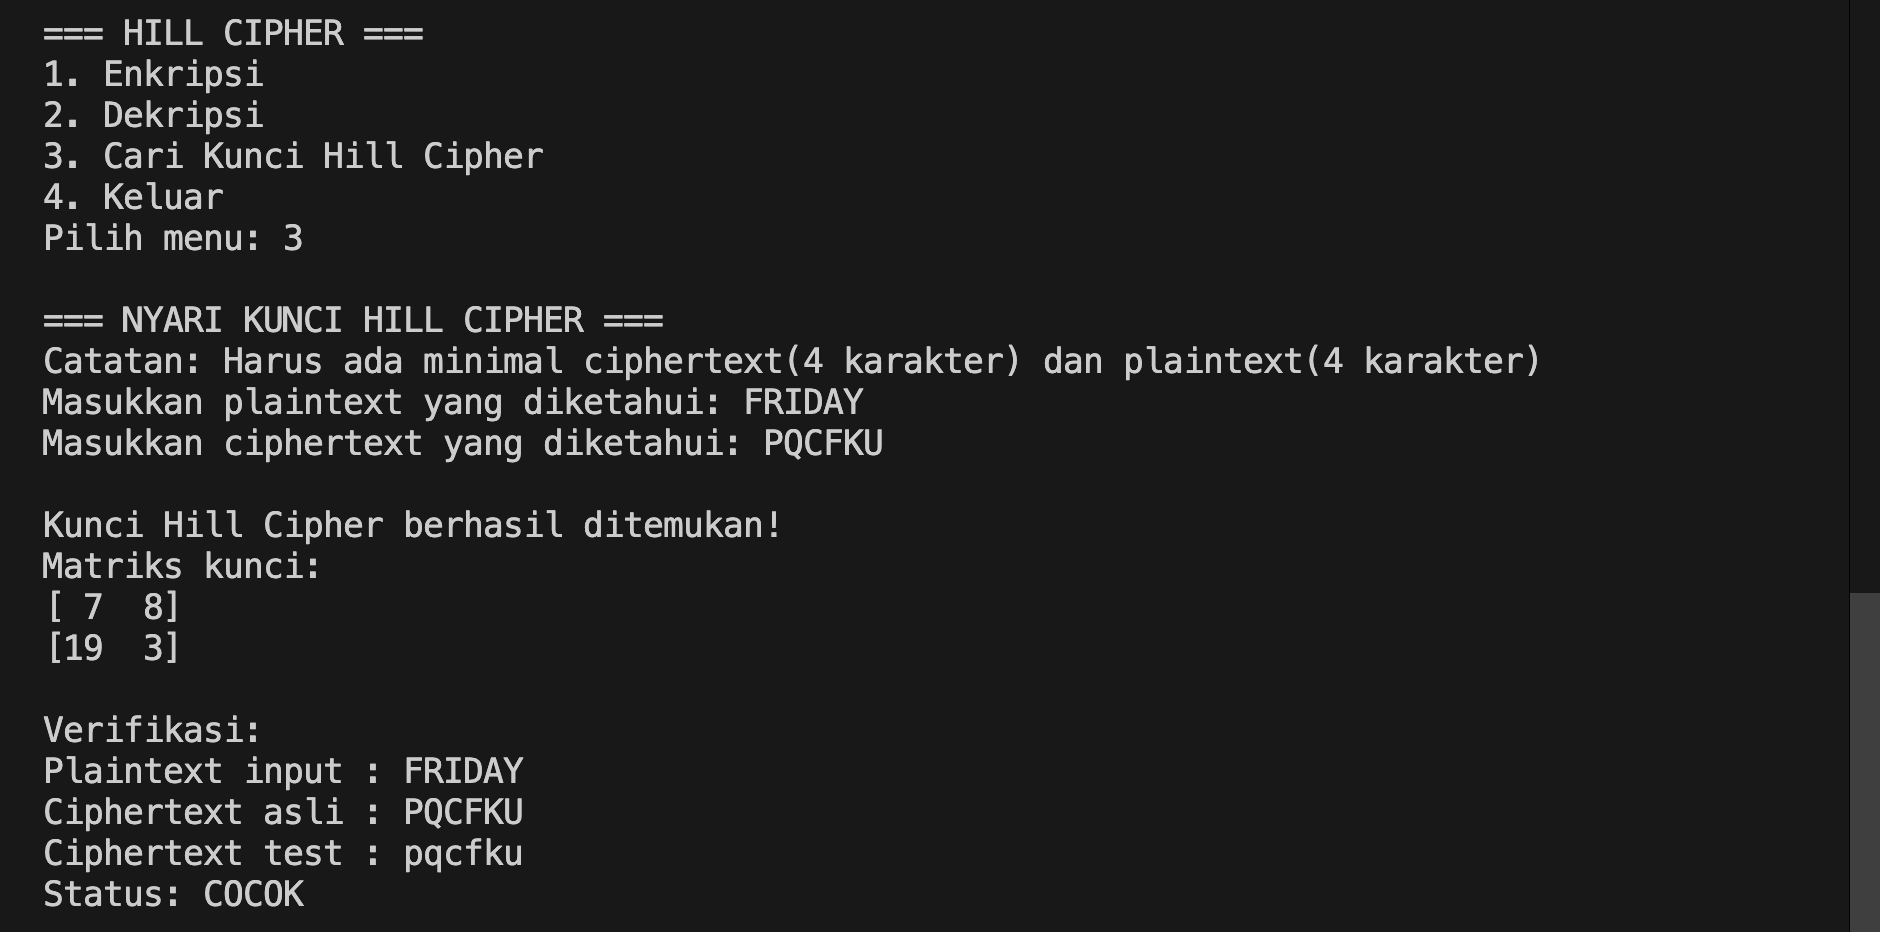 === HILL CIPHER ===
1. Enkripsi
2. Dekripsi
3. Cari Kunci Hill Cipher
4. Keluar
Pilih menu: 3
=== NYARI KUNCI HILL CIPHER ===
Catatan: Harus ada minimal ciphertext(4 karakter) dan plaintext(4 karakter)
Masukkan plaintext yang diketahui: FRIDAY
Masukkan ciphertext yang diketahui: PQCFKU
Kunci Hill Cipher berhasil ditemukan!
Matriks kunci:
[ 7  8]
[19  3]
Verifikasi:
Plaintext input : FRIDAY
Ciphertext asli : PQCFKU
Ciphertext test : pqcfku
Status: COCOK